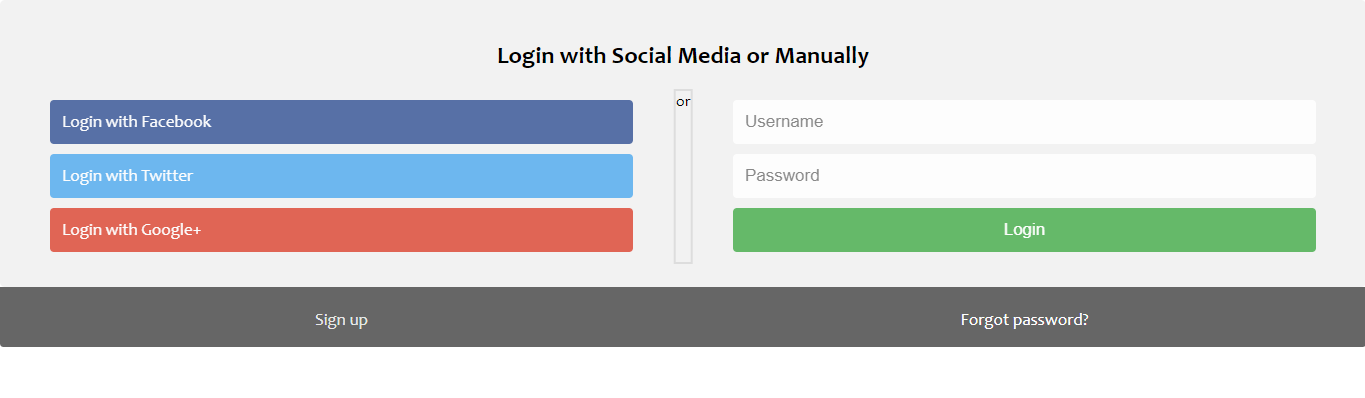 Login with Social Media or Manually
Login with Facebook
Login with Twitter
Login with Google+
or
Username
Password
Login
Sign up
Forgot password?